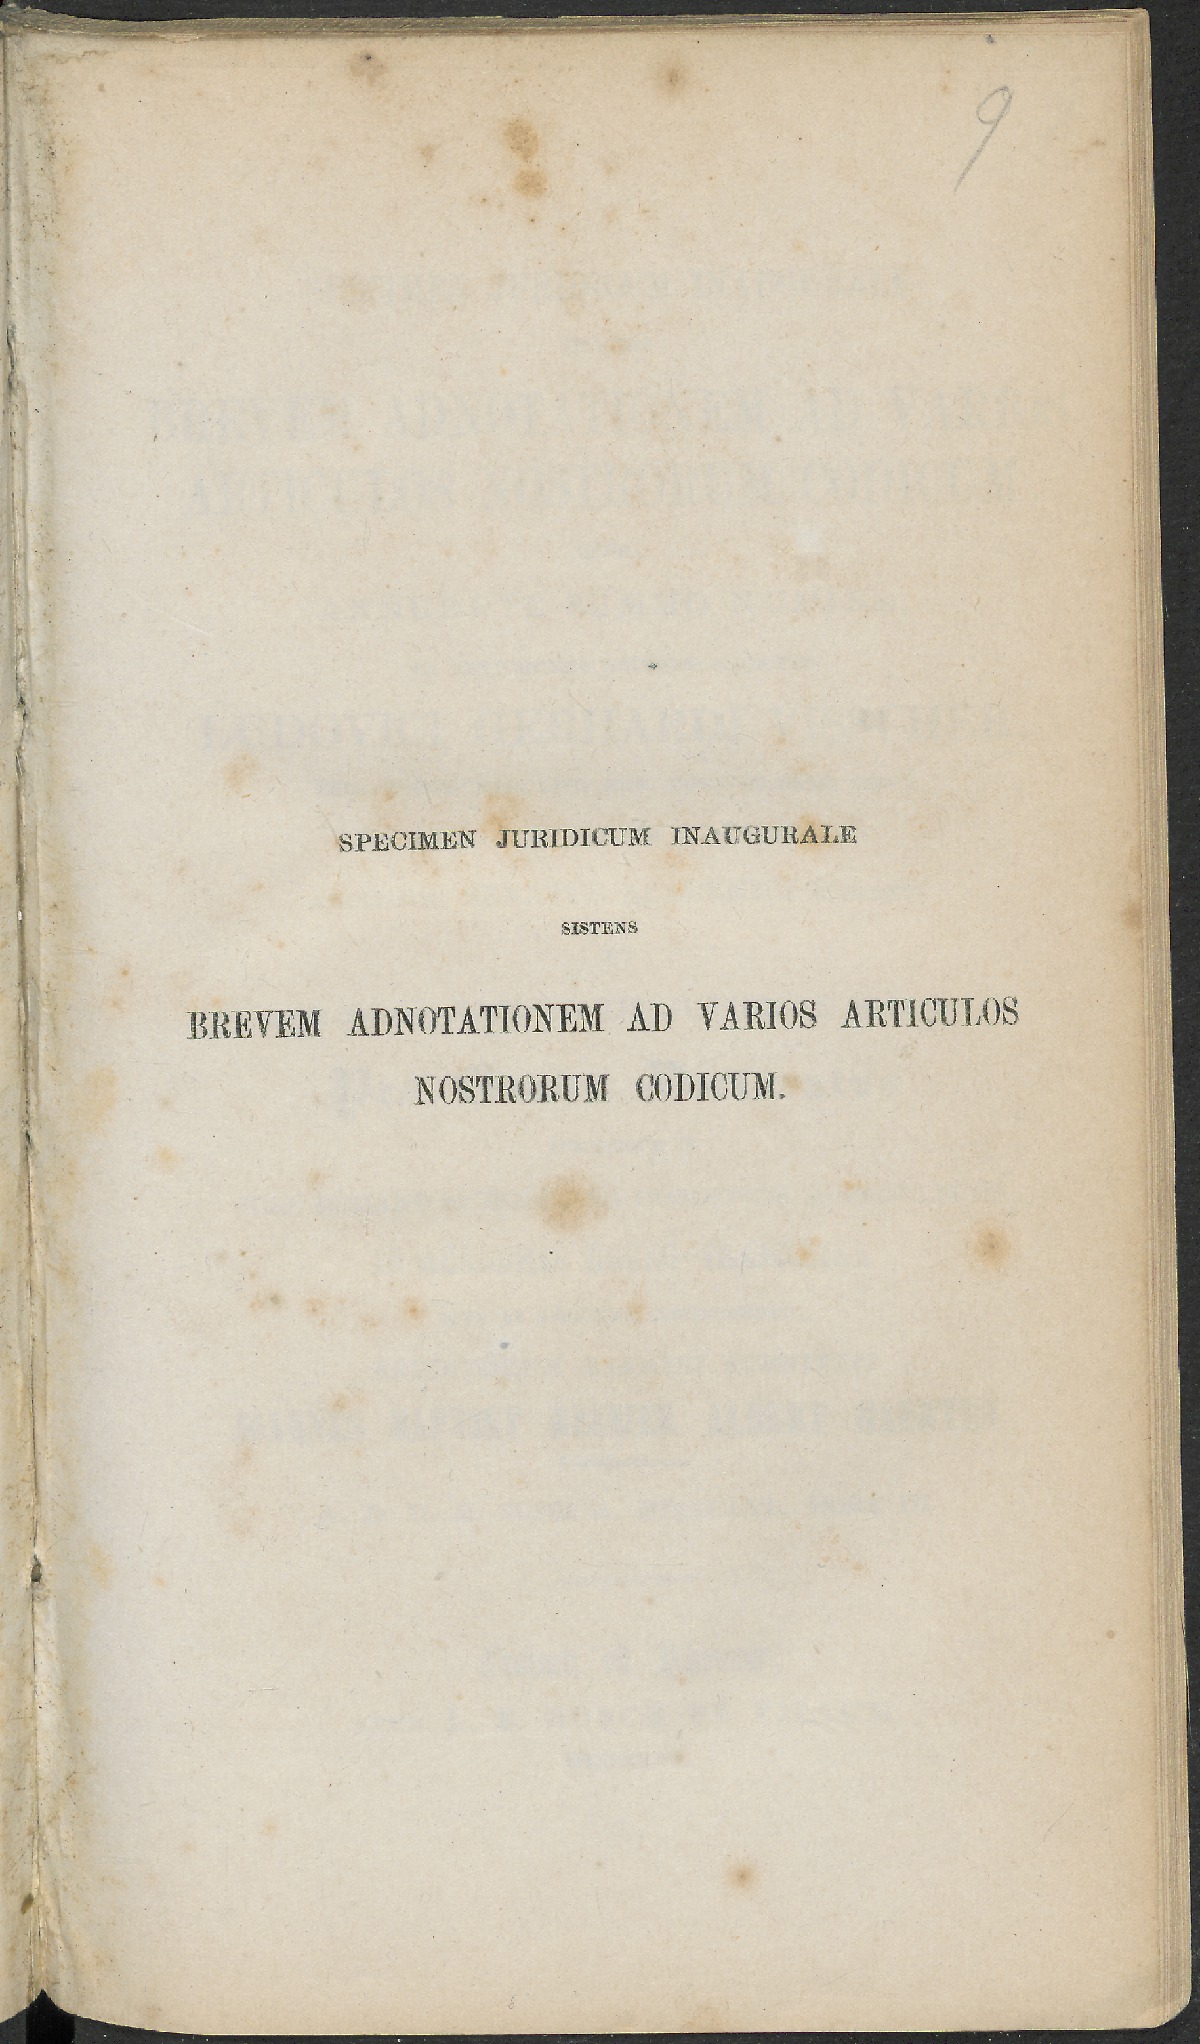 9
SPECIMEN JURIDICUM INAUGURALE
SISTENS
BREVEM ADNOTATIONEM AD VARIOS ARTICULOS
NOSTRORUM CODICUM.